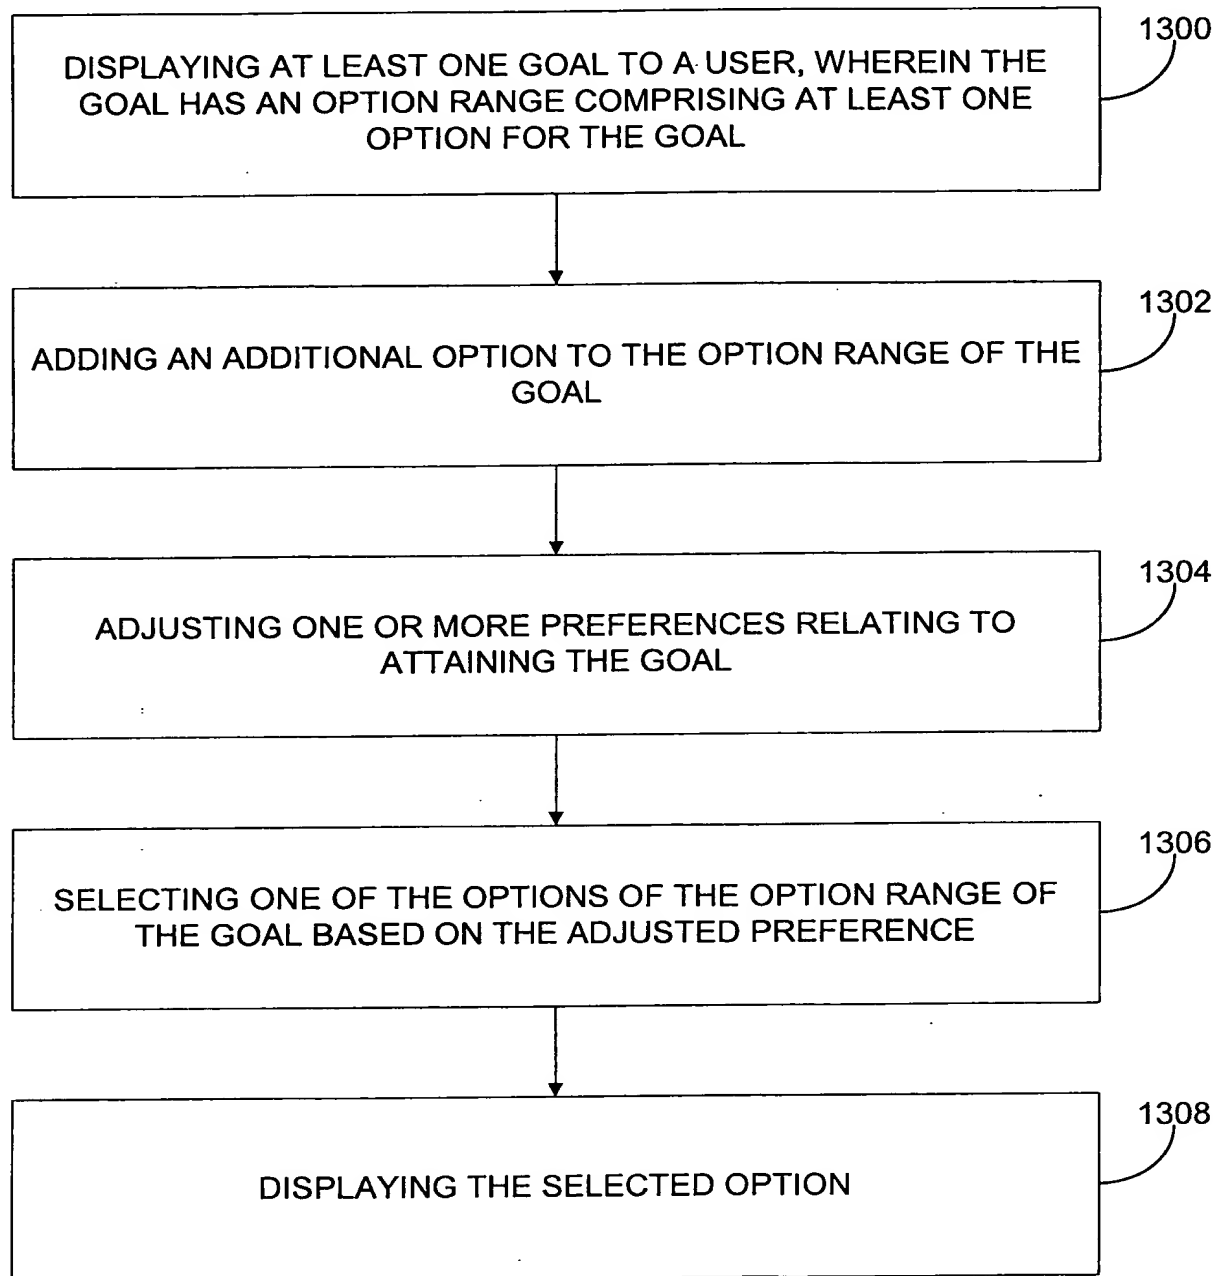 1300
DISPLAYING AT LEAST ONE GOAL TO A USER, WHEREIN THE
GOAL HAS AN OPTION RANGE COMPRISING AT LEAST ONE
OPTION FOR THE GOAL
1302
ADDING AN ADDITIONAL OPTION TO THE OPTION RANGE OF THE
GOAL
1304
ADJUSTING ONE OR MORE PREFERENCES RELATING TO
ATTAINING THE GOAL
1306
SELECTING ONE OF THE OPTIONS OF THE OPTION RANGE OF
THE GOAL BASED ON THE ADJUSTED PREFERENCE
1308
DISPLAYING THE SELECTED OPTION